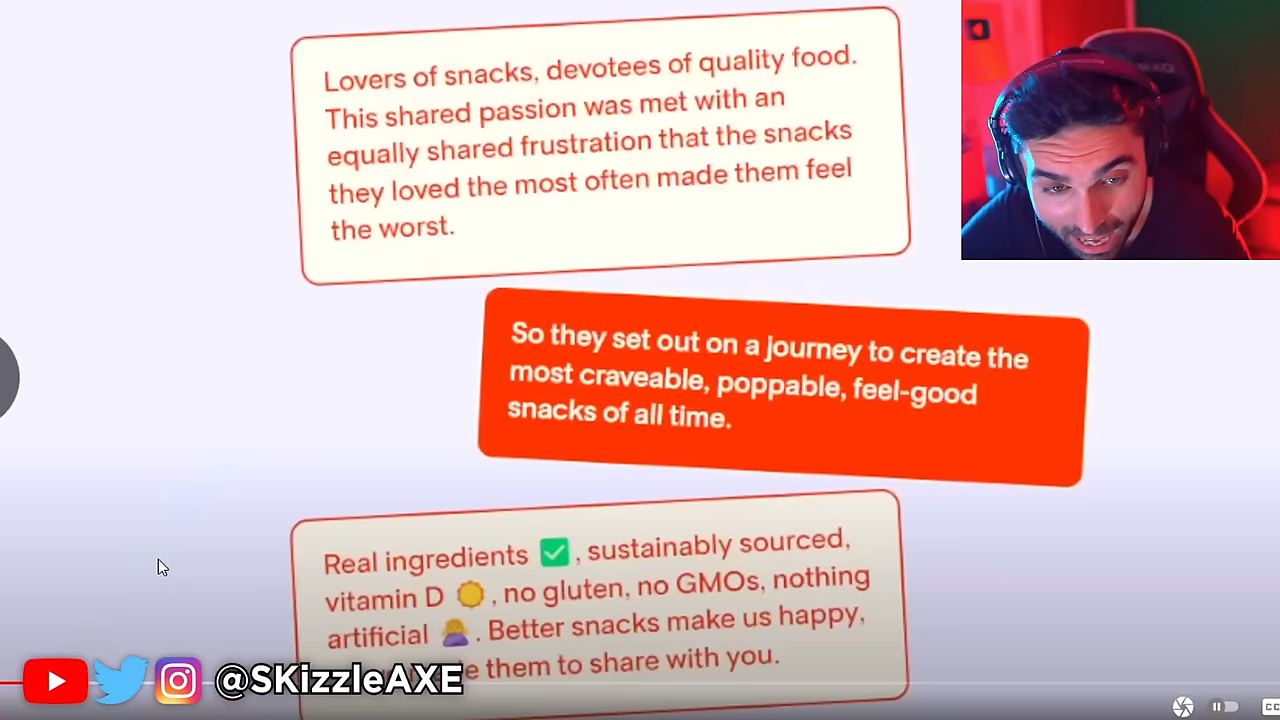 Lovers of snacks, devotees of quality food.
This shared passion was met with an
equally shared frustration that the snacks
they loved the most often made them feel
the worst.
So they set out on a journey to create the
most craveable, poppable, feel-good
snacks of all time.
Real ingredients ✅, sustainably sourced,
vitamin D 🌞, no gluten, no GMOs, nothing
artificial 🙅. Better snacks make us happy,
them to share with you.
@SKizzleAXE
CC